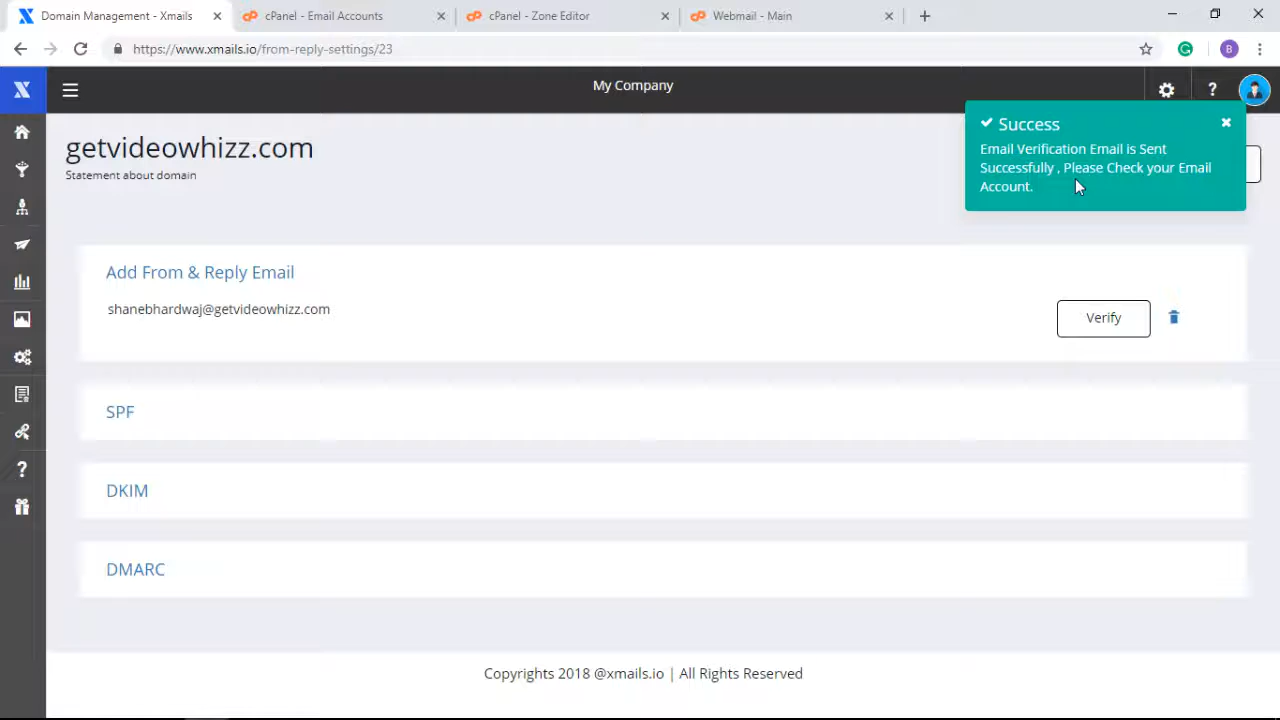 Domain Management - Xmails
cPanel - Email Accounts
cPanel - Zone Editor
Webmail - Main
https://www.xmails.io/from-reply-settings/23
B
My Company
?
getvideowhizz.com
Statement about domain
Success
Email Verification Email is Sent
Successfully , Please Check your Email
Account.
Add From & Reply Email
shanebhardwaj@getvideowhizz.com
Verify
SPF
DKIM
DMARC
?
Copyrights 2018 @xmails.io | All Rights Reserved